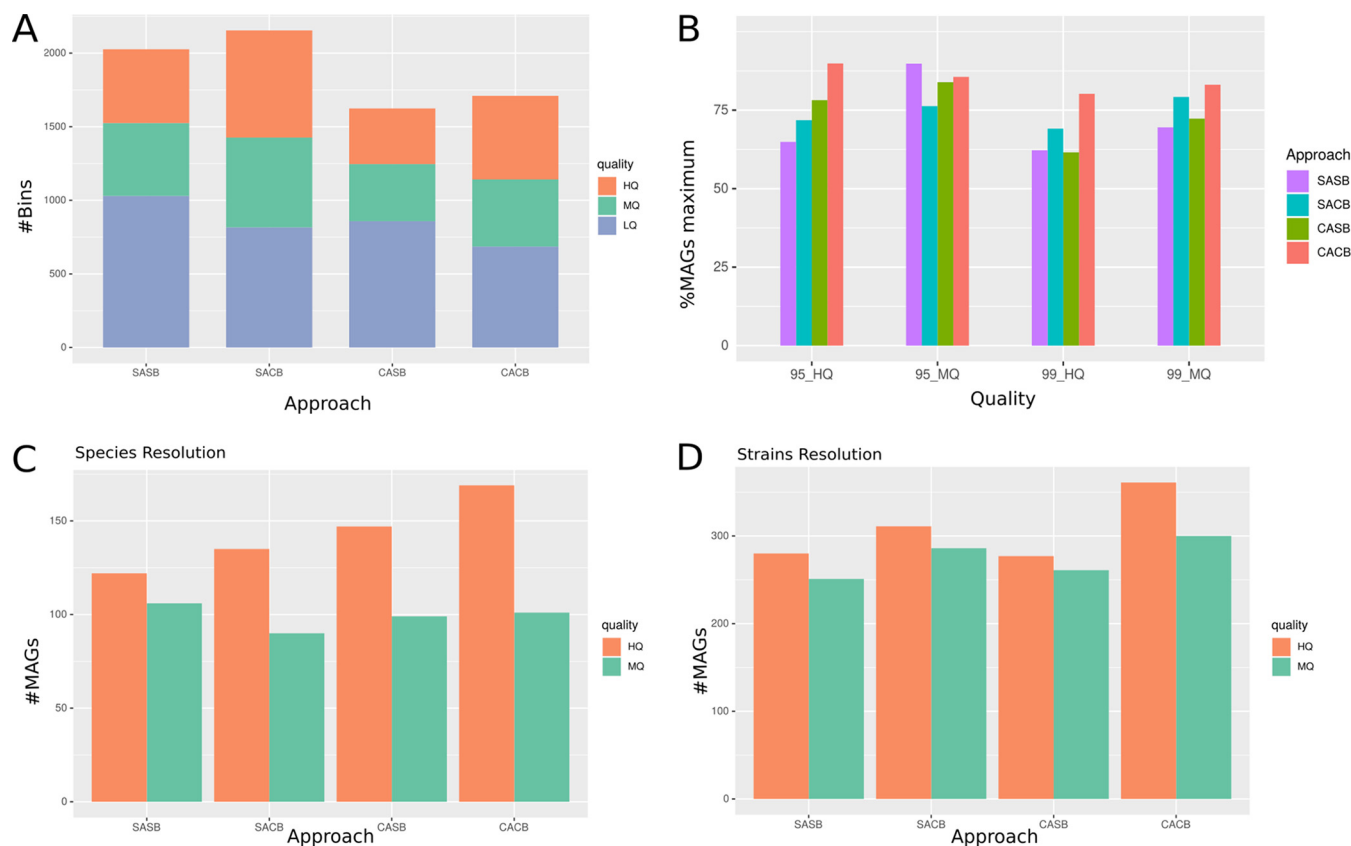 A
2000
1500
1000
500
0
#Bins
SASB
SACB
CASB
CACB
Approach
quality
HQ
MQ
LQ
B
75
50
25
0
%MAGs maximum
95_HQ
95_MQ
99_HQ
99_MQ
Quality
Approach
SASB
SACB
CASB
CACB
C
Species Resolution
150
100
50
0
#MAGs
SASB
SACB
CASB
CACB
Approach
quality
HQ
MQ
D
Strains Resolution
300
200
100
0
#MAGs
SASB
SACB
CASB
CACB
Approach
quality
HQ
MQ